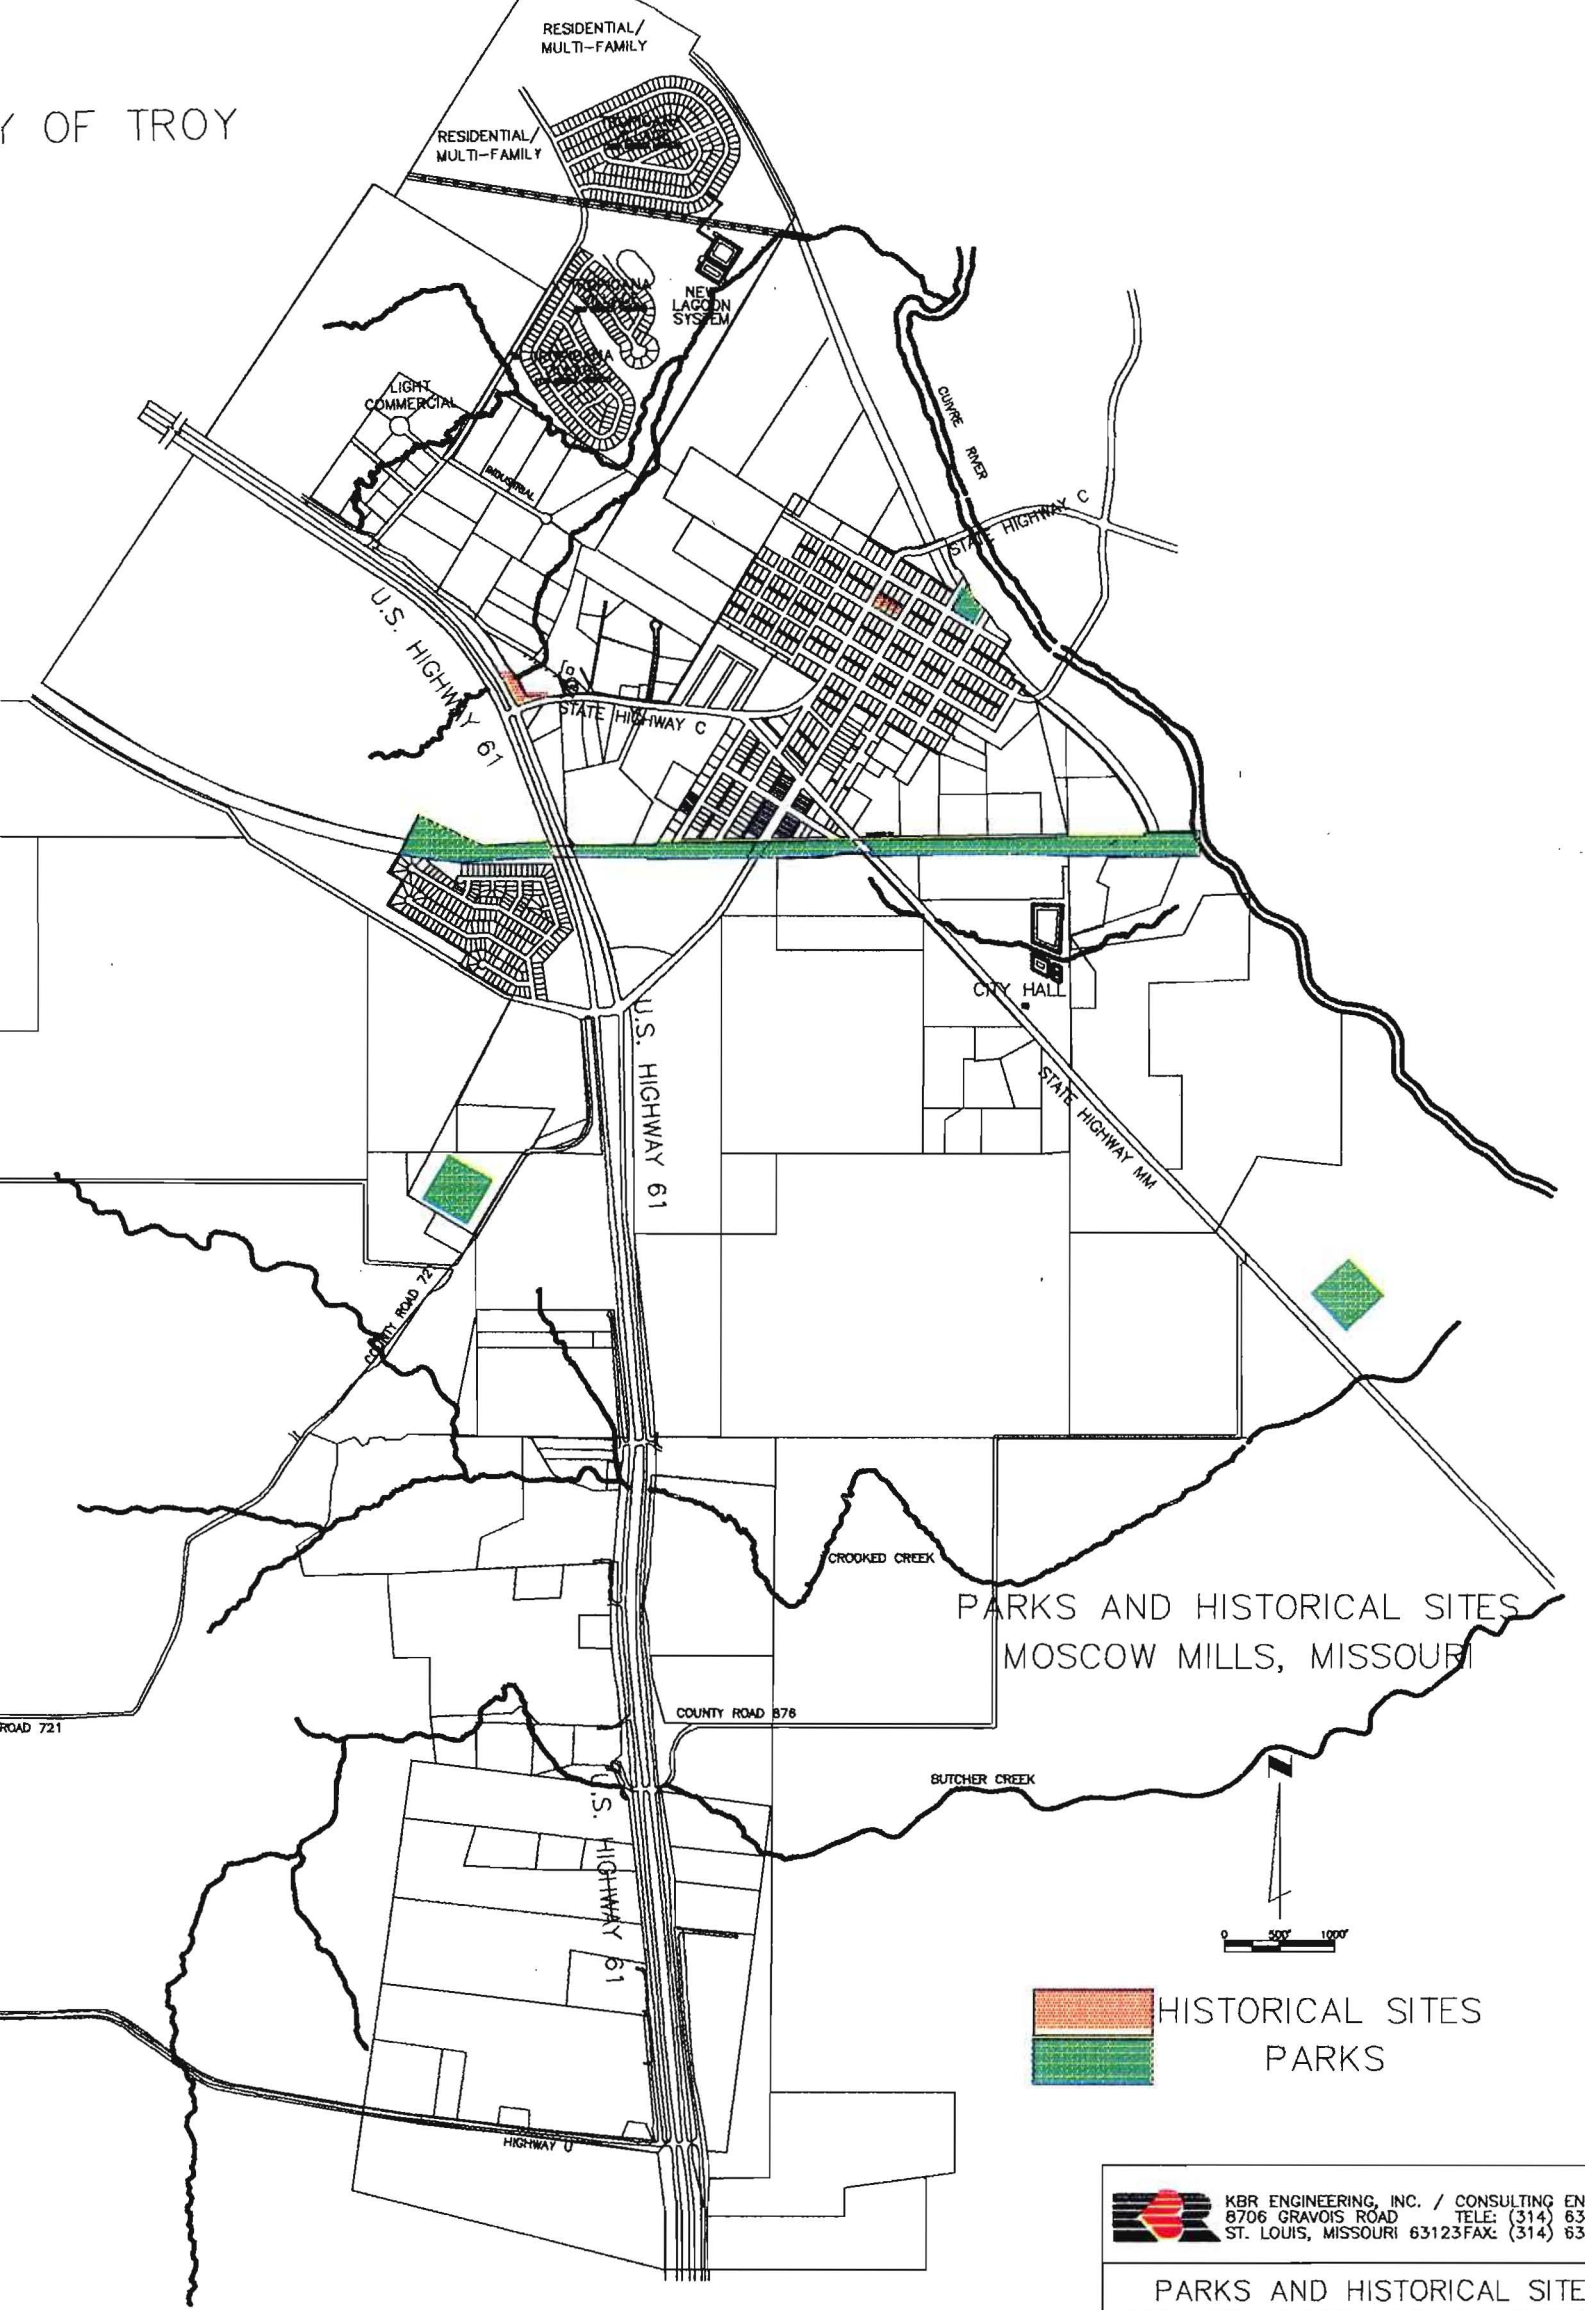 RESIDENTIAL/
MULTI-FAMILY
Y OF TROY
RESIDENTIAL/
MULTI-FAMILY
TROPICANA
TROPICANA
NEW
LAGOON
SYSTEM
TROPICANA
LIGHT
COMMERCIAL
INDUSTRIAL
CUIVRE RIVER
STATE HIGHWAY C
U.S. HIGHWAY 61
STATE HIGHWAY C
CITY HALL
U.S. HIGHWAY 61
STATE HIGHWAY MM
COUNTY ROAD 721
CROOKED CREEK
PARKS AND HISTORICAL SITES
MOSCOW MILLS, MISSOURI
COUNTY ROAD 876
ROAD 721
BUTCHER CREEK
U.S. HIGHWAY 61
N
0 500' 1000'
HISTORICAL SITES
PARKS
HIGHWAY U
KBR ENGINEERING, INC. / CONSULTING EN
8706 GRAVOIS ROAD TELE: (314) 63
ST. LOUIS, MISSOURI 63123 FAX: (314) 63
PARKS AND HISTORICAL SITE